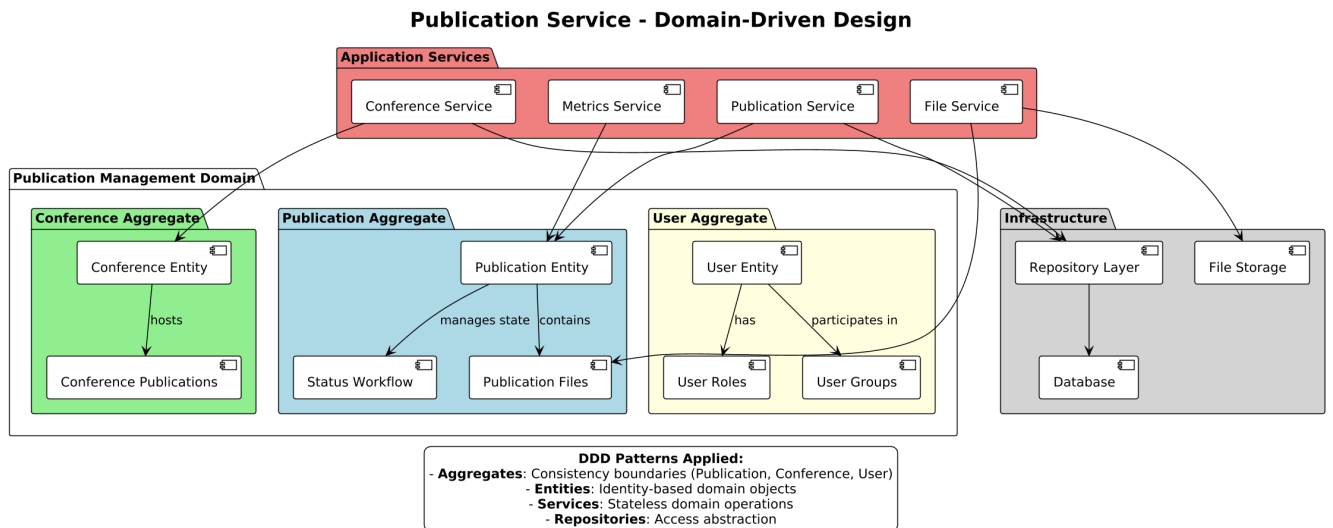 Publication Service - Domain-Driven Design
Application Services
Conference Service
Metrics Service
Publication Service
File Service
Publication Management Domain
Conference Aggregate
Publication Aggregate
User Aggregate
Infrastructure
Conference Entity
Publication Entity
User Entity
Repository Layer
File Storage
hosts
manages state
contains
has
participates in
Conference Publications
Status Workflow
Publication Files
User Roles
User Groups
Database
DDD Patterns Applied:
- Aggregates: Consistency boundaries (Publication, Conference, User)
- Entities: Identity-based domain objects
- Services: Stateless domain operations
- Repositories: Access abstraction